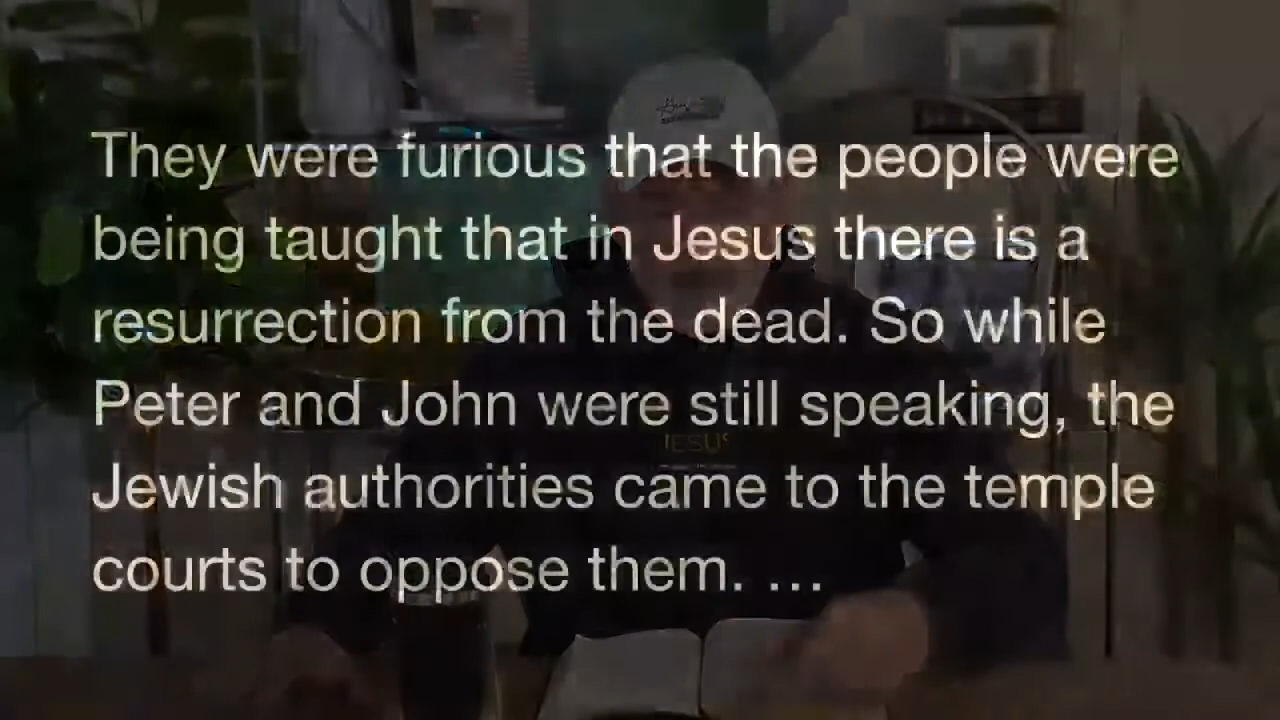 They were furious that the people were
being taught that in Jesus there is a
resurrection from the dead. So while
Peter and John were still speaking, the
Jewish authorities came to the temple
courts to oppose them. …
JESUS